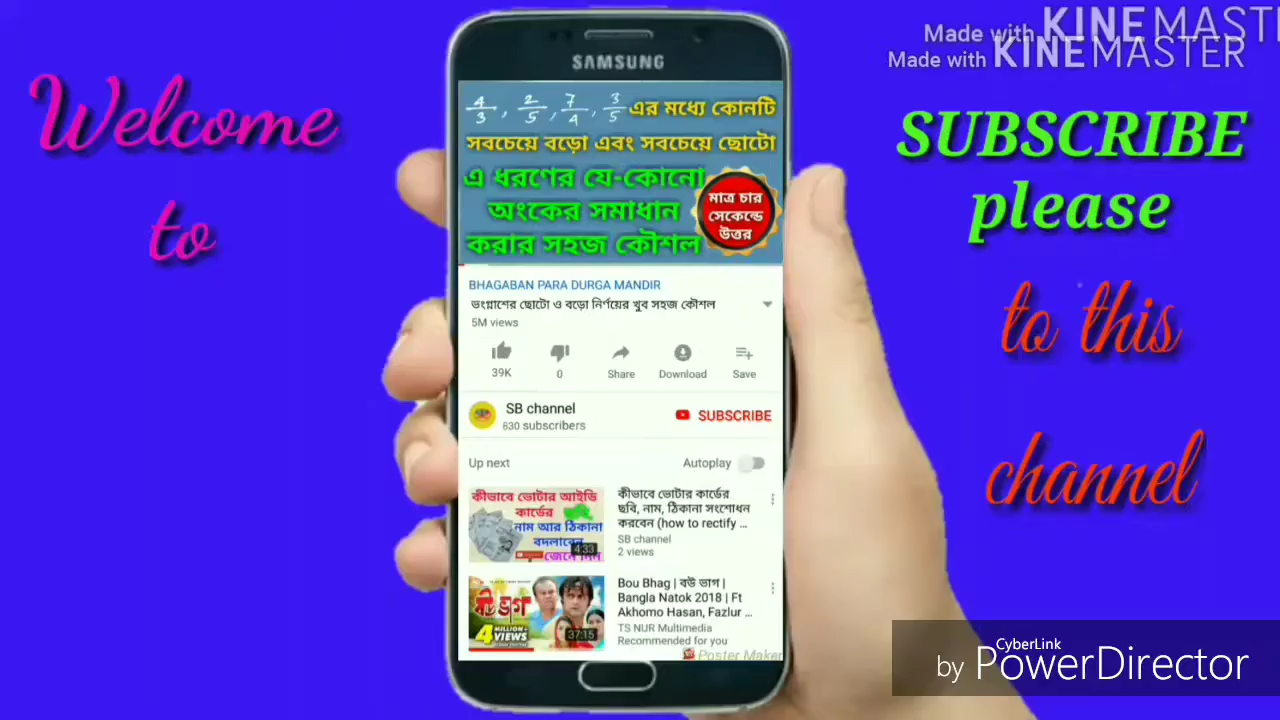 Welcome
to
Made with KINEMASTER
Made with KINEMASTER
SUBSCRIBE
please
to this
channel
SAMSUNG
4/3, 2/5, 7/4, 3/5 এর মধ্যে কোনটি
সবচেয়ে বড়ো এবং সবচেয়ে ছোটো
এ ধরণের যে-কোনো
অংকের সমাধান
করার সহজ কৌশল
মাত্র চার
সেকেন্ডে
উত্তর
BHAGABAN PARA DURGA MANDIR
ভংগ্নাশের ছোটো ও বড়ো নির্ণয়ের খুব সহজ কৌশল
5M views
39K
0
Share
Download
Save
SB channel
830 subscribers
SUBSCRIBE
Up next
Autoplay
কীভাবে ভোটার আইডি
কার্ডের ছবি,
নাম আর ঠিকানা
বদলাবেন
জেনে নিন
4:33
কীভাবে ভোটার কার্ডের
ছবি, নাম, ঠিকানা সংশোধন
করবেন (how to rectify ...
SB channel
2 views
বউ ভাগ
4 MILLION+
VIEWS
37:15
Bou Bhag | বউ ভাগ |
Bangla Natok 2018 | Ft
Akhomo Hasan, Fazlur ...
TS NUR Multimedia
Recommended for you
Poster Maker
CyberLink
by PowerDirector